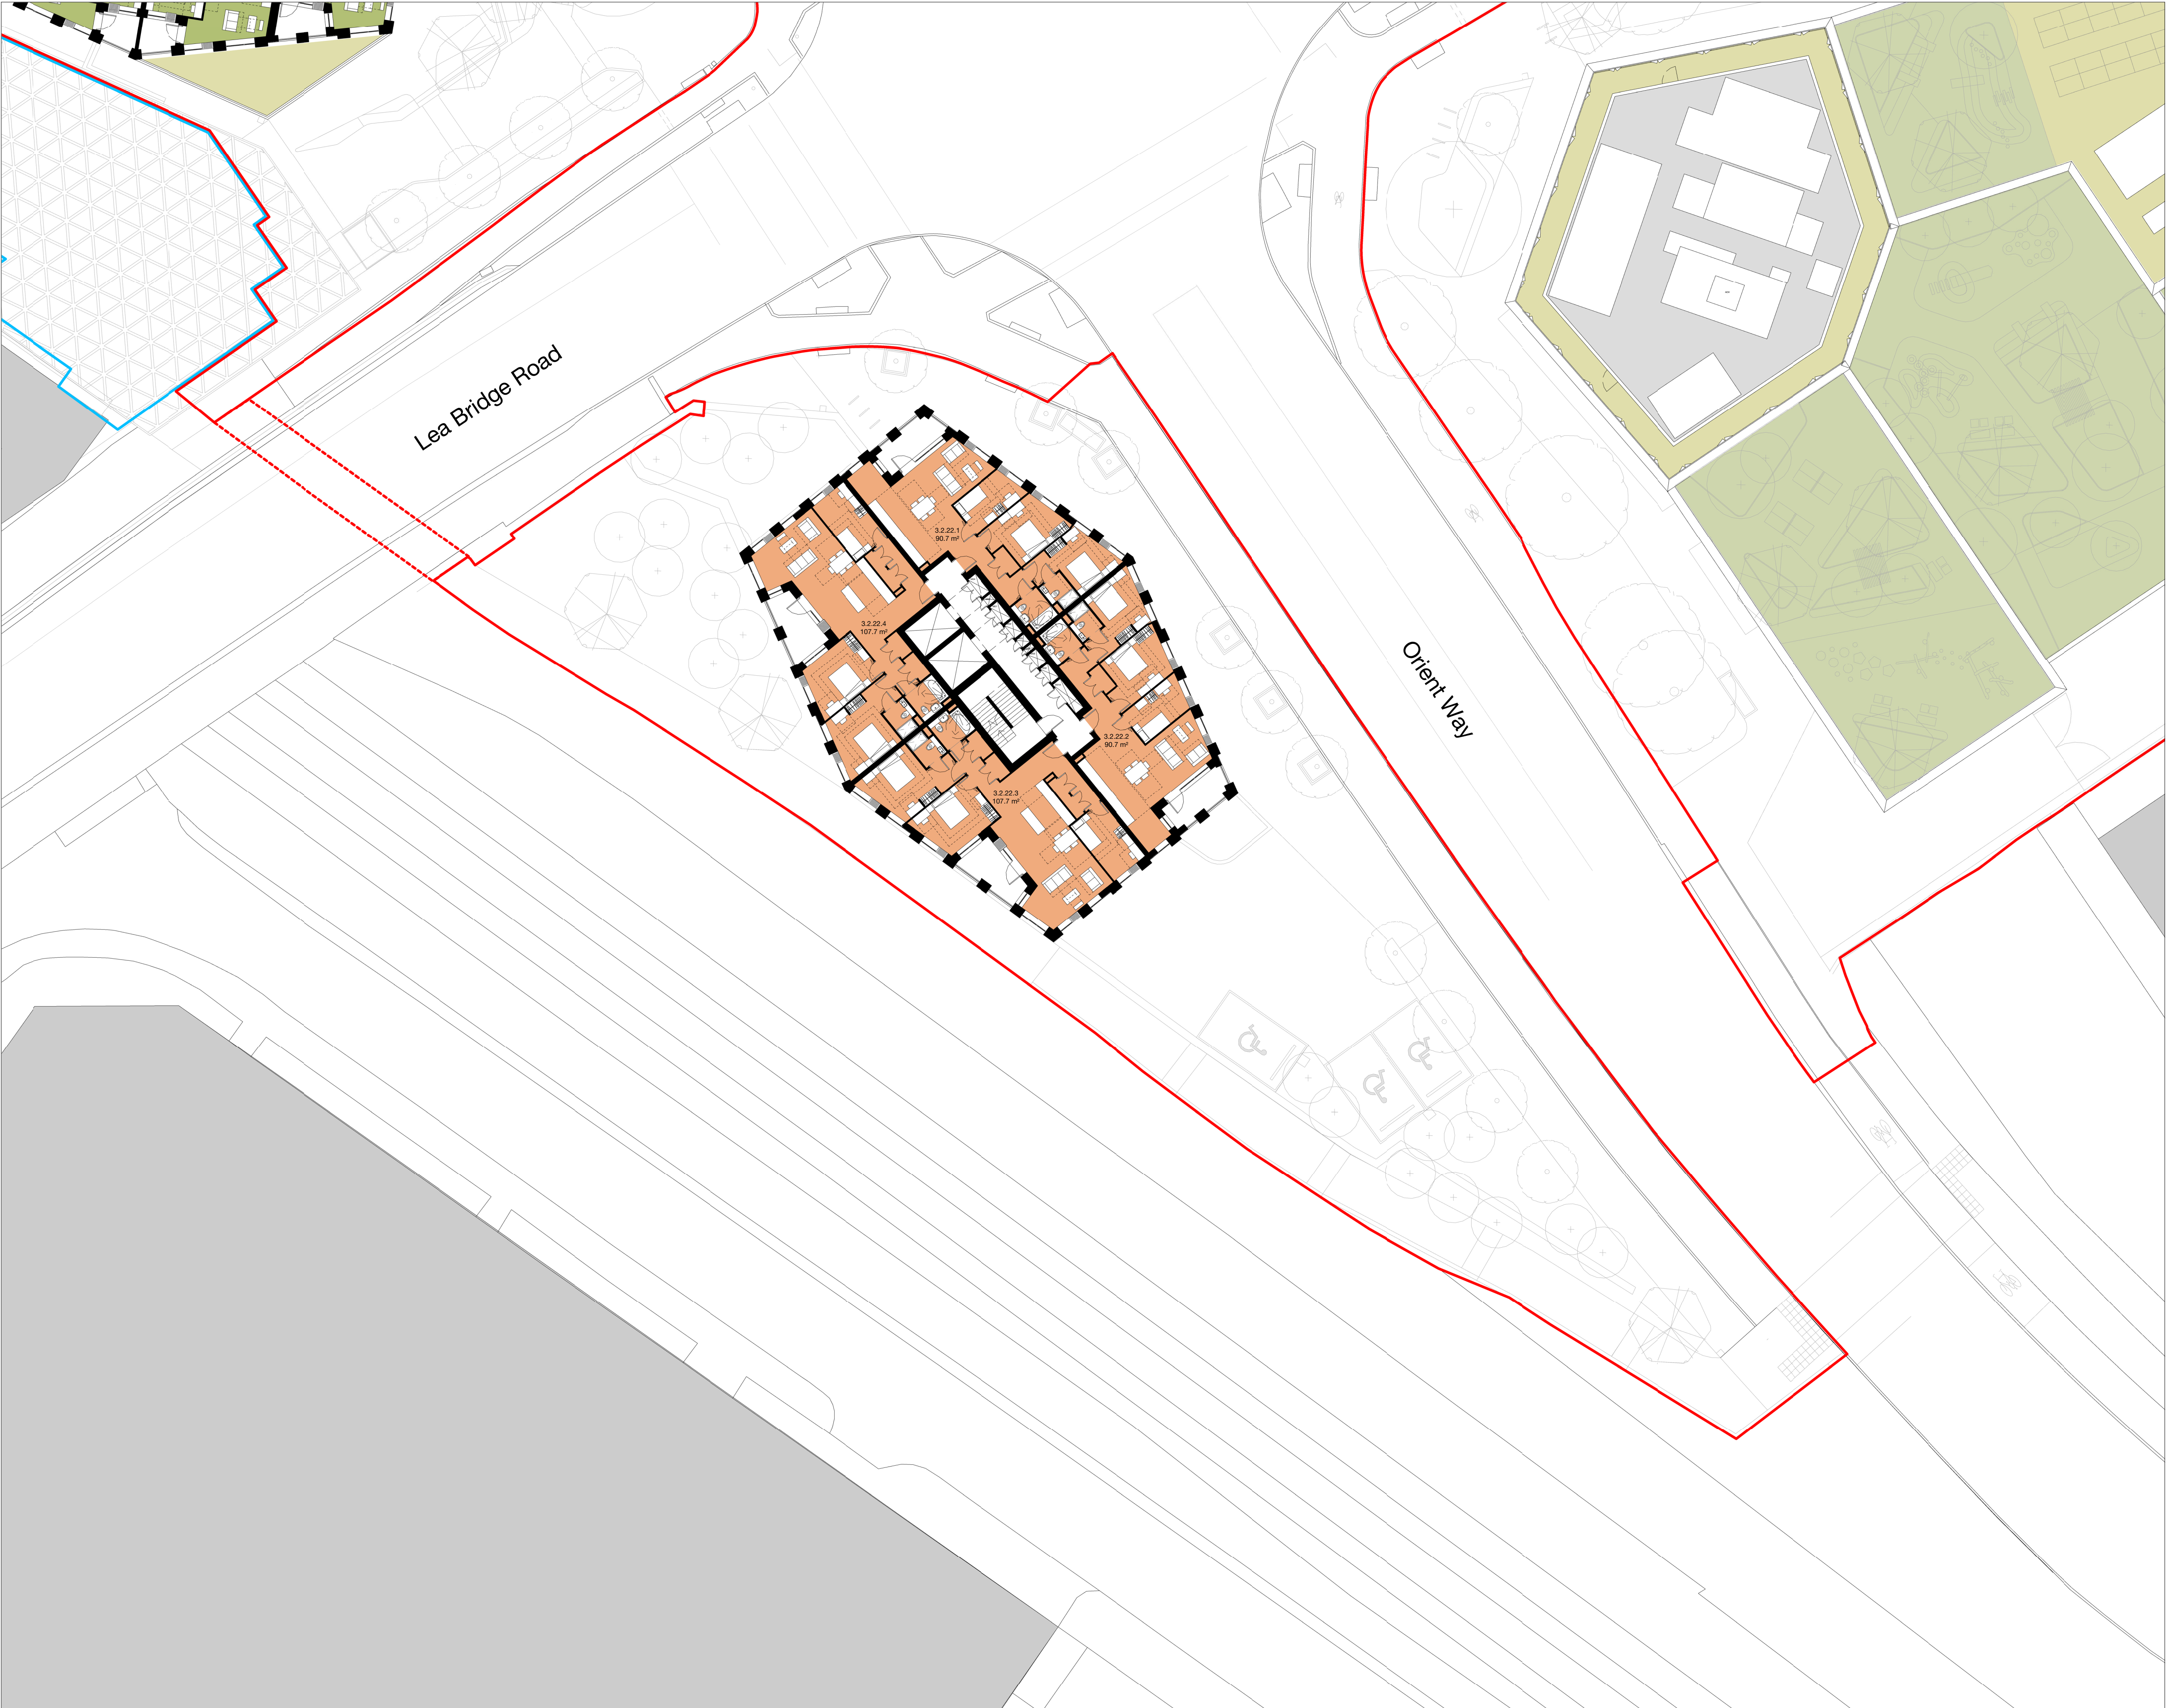 Lea Bridge Road
3.2.22.1
90.7 m²
3.2.22.4
107.7 m²
Orient Way
3.2.22.2
90.7 m²
3.2.22.3
107.7 m²